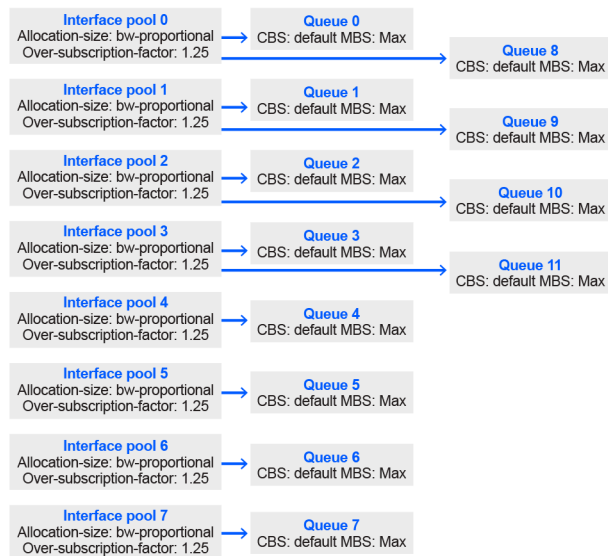 Interface pool 0
Allocation-size: bw-proportional
Over-subscription-factor: 1.25
Queue 0
CBS: default MBS: Max
Queue 8
CBS: default MBS: Max
Interface pool 1
Allocation-size: bw-proportional
Over-subscription-factor: 1.25
Queue 1
CBS: default MBS: Max
Queue 9
CBS: default MBS: Max
Interface pool 2
Allocation-size: bw-proportional
Over-subscription-factor: 1.25
Queue 2
CBS: default MBS: Max
Queue 10
CBS: default MBS: Max
Interface pool 3
Allocation-size: bw-proportional
Over-subscription-factor: 1.25
Queue 3
CBS: default MBS: Max
Queue 11
CBS: default MBS: Max
Interface pool 4
Allocation-size: bw-proportional
Over-subscription-factor: 1.25
Queue 4
CBS: default MBS: Max
Interface pool 5
Allocation-size: bw-proportional
Over-subscription-factor: 1.25
Queue 5
CBS: default MBS: Max
Interface pool 6
Allocation-size: bw-proportional
Over-subscription-factor: 1.25
Queue 6
CBS: default MBS: Max
Interface pool 7
Allocation-size: bw-proportional
Over-subscription-factor: 1.25
Queue 7
CBS: default MBS: Max